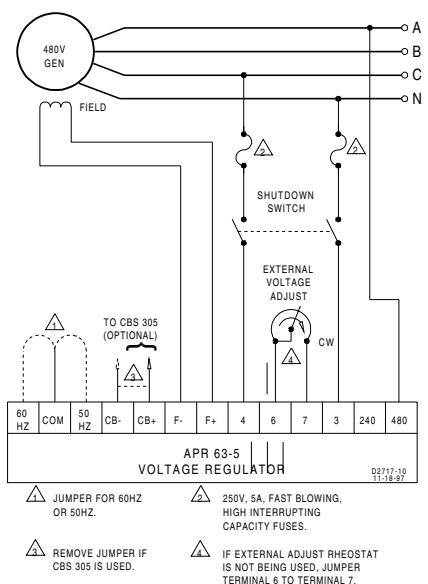 480V
GEN
A
B
C
N
FIELD
2
2
SHUTDOWN
SWITCH
EXTERNAL
VOLTAGE
ADJUST
CW
4
1
TO CBS 305
(OPTIONAL)
3
60
HZ
COM
50
HZ
CB-
CB+
F-
F+
4
6
7
3
240
480
APR 63-5
VOLTAGE REGULATOR
D2717-10
11-18-97
1 JUMPER FOR 60HZ
OR 50HZ.
2 250V, 5A, FAST BLOWING,
HIGH INTERRUPTING
CAPACITY FUSES.
3 REMOVE JUMPER IF
CBS 305 IS USED.
4 IF EXTERNAL ADJUST RHEOSTAT
IS NOT BEING USED, JUMPER
TERMINAL 6 TO TERMINAL 7.